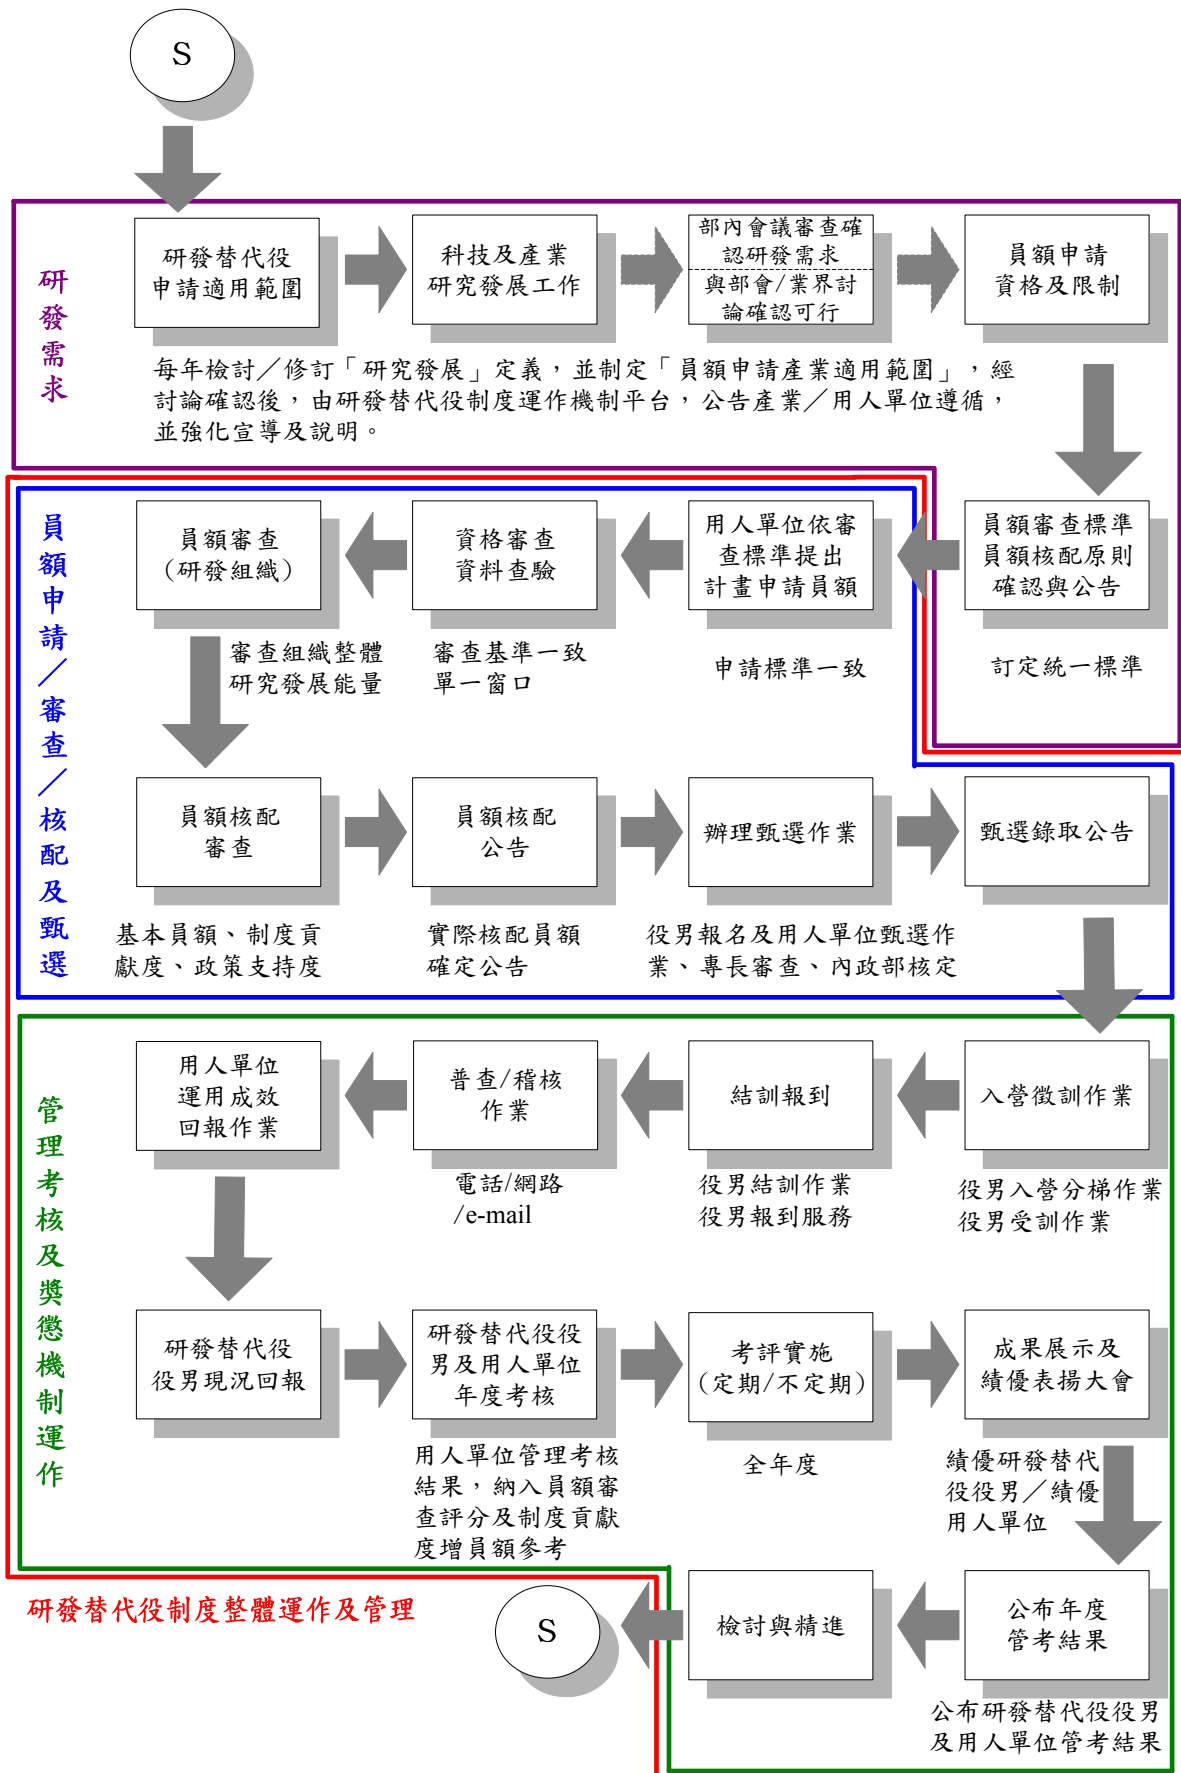 S
研發需求
研發替代役
申請適用範圍
科技及產業
研究發展工作
部內會議審查確
認研發需求
與部會/業界討
論確認可行
員額申請
資格及限制
每年檢討／修訂「研究發展」定義，並制定「員額申請產業適用範圍」，經
討論確認後，由研發替代役制度運作機制平台，公告產業／用人單位遵循，
並強化宣導及說明。
員額審查標準
員額核配原則
確認與公告
訂定統一標準
員額申請／審查／核配及甄選
用人單位依審
查標準提出
計畫申請員額
申請標準一致
資格審查
資料查驗
審查基準一致
單一窗口
員額審查
(研發組織)
審查組織整體
研究發展能量
員額核配
審查
基本員額、制度貢
獻度、政策支持度
員額核配
公告
實際核配員額
確定公告
辦理甄選作業
役男報名及用人單位甄選作
業、專長審查、內政部核定
甄選錄取公告
管理考核及獎懲機制運作
入營徵訓作業
役男入營分梯作業
役男受訓作業
結訓報到
役男結訓作業
役男報到服務
普查/稽核
作業
電話/網路
/e-mail
用人單位
運用成效
回報作業
研發替代役
役男現況回報
研發替代役役
男及用人單位
年度考核
用人單位管理考核
結果，納入員額審
查評分及制度貢獻
度增員額參考
考評實施
(定期/不定期)
全年度
成果展示及
績優表揚大會
績優研發替代
役役男／績優
用人單位
公布年度
管考結果
公布研發替代役役男
及用人單位管考結果
檢討與精進
S
研發替代役制度整體運作及管理